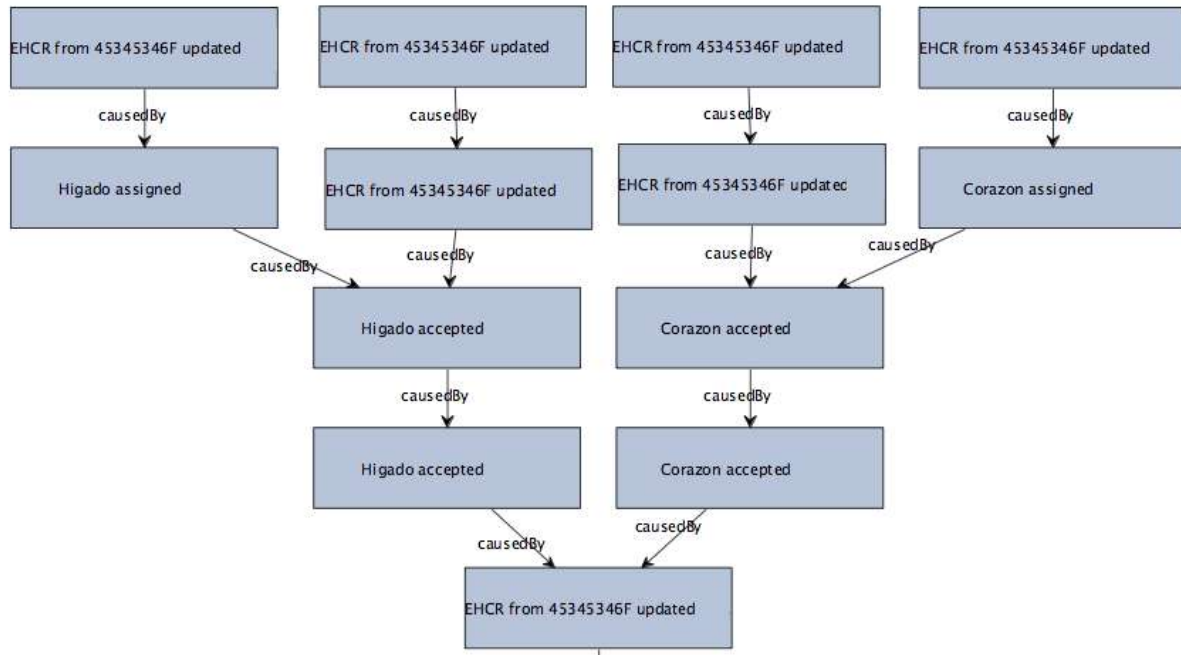 EHCR from 45345346F updated
EHCR from 45345346F updated
EHCR from 45345346F updated
EHCR from 45345346F updated
causedBy
causedBy
causedBy
causedBy
Higado assigned
EHCR from 45345346F updated
EHCR from 45345346F updated
Corazon assigned
causedBy
causedBy
causedBy
causedBy
Higado accepted
Corazon accepted
causedBy
causedBy
Higado accepted
Corazon accepted
causedBy
causedBy
EHCR from 45345346F updated